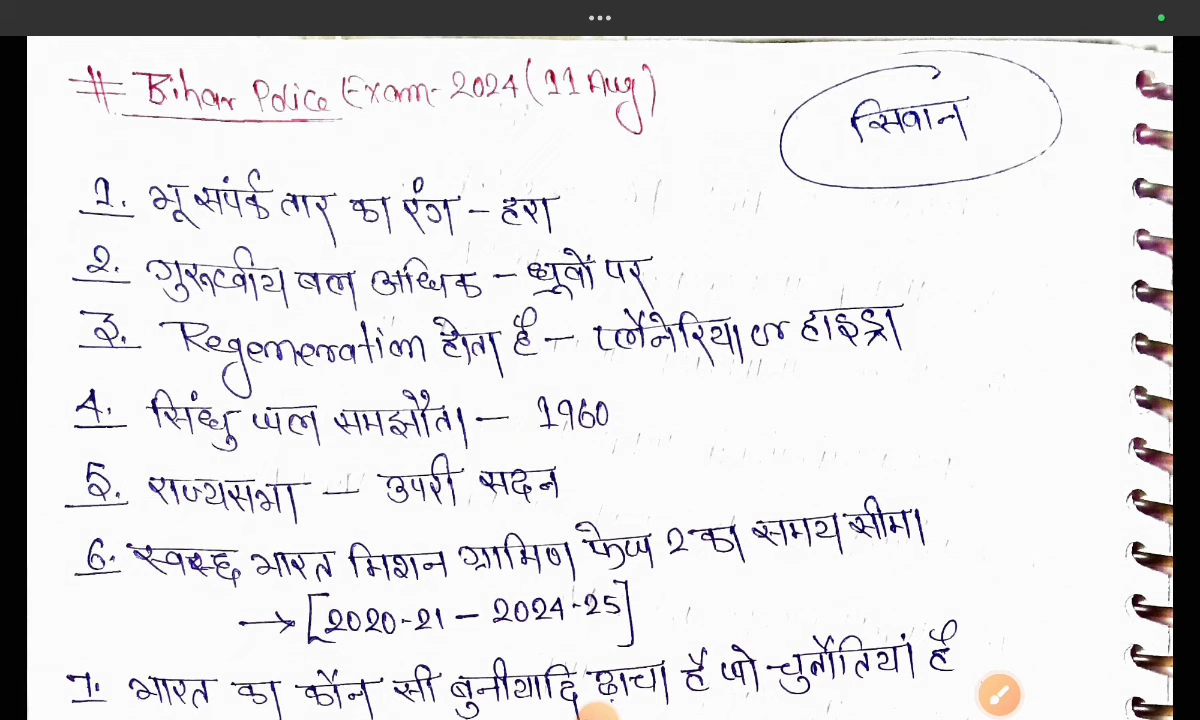 # Bihar Police Exam-2024 (11 Aug)
सिवान
1. भू संपर्क तार का रंग – हरा
2. गुरूत्वीय बल अधिक – ध्रूवों पर
3. Regeneration होता है – प्लैनेरिया or हाइड्रा
4. सिंधु जल समझौता – 1960
5. राज्यसभा – उपरी सदन
6. स्वच्छ भारत मिशन ग्रामिण फेज 2 का समय सीमा
→ [2020-21 – 2024-25]
7. भारत का कौन सी बुनीयादि ढाचा है जो चुनौतियां है